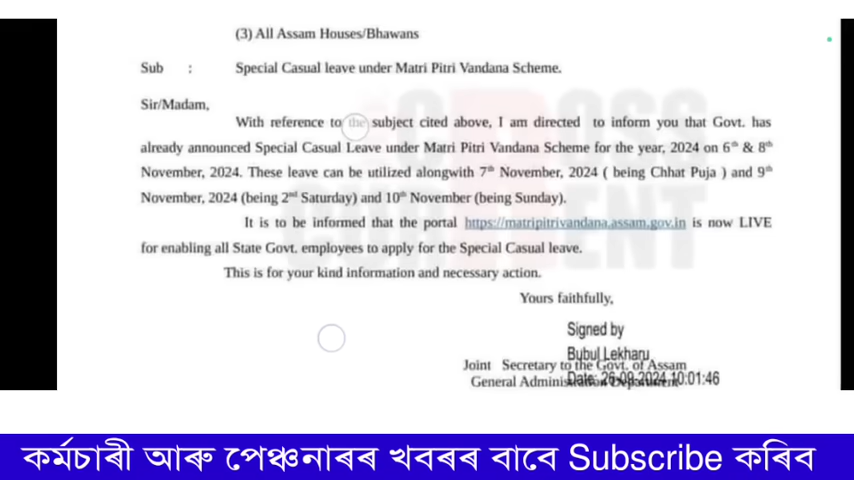 (3) All Assam Houses/Bhawans
Sub : Special Casual leave under Matri Pitri Vandana Scheme.
Sir/Madam,
With reference to the subject cited above, I am directed to inform you that Govt. has
already announced Special Casual Leave under Matri Pitri Vandana Scheme for the year, 2024 on 6th & 8th
November, 2024. These leave can be utilized alongwith 7th November, 2024 ( being Chhat Puja ) and 9th
November, 2024 (being 2nd Saturday) and 10th November (being Sunday).
It is to be informed that the portal https://matripitrivandana.assam.gov.in is now LIVE
for enabling all State Govt. employees to apply for the Special Casual leave.
This is for your kind information and necessary action.
Yours faithfully,
Signed by
Bubul Lekharu
Joint Secretary to the Govt. of Assam
General Administration Department
Date: 26-09-2024 10:01:46
কৰ্মচাৰী আৰু পেঞ্চনাৰৰ খবৰৰ বাবে Subscribe কৰিব